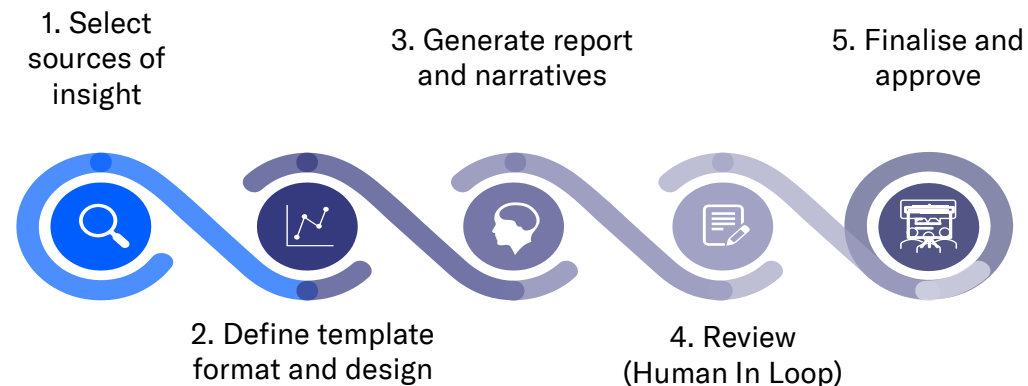 1. Select
sources of
insight
2. Define template
format and design
3. Generate report
and narratives
4. Review
(Human In Loop)
5. Finalise and
approve